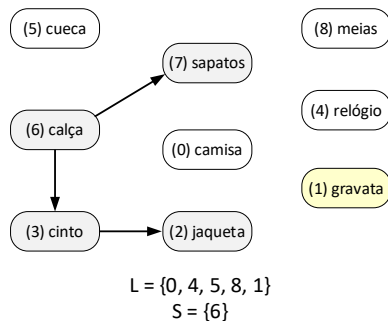 (5) cueca
(8) meias
(7) sapatos
(4) relógio
(6) calça
(0) camisa
(1) gravata
(3) cinto
(2) jaqueta
L = {0, 4, 5, 8, 1}
S = {6}